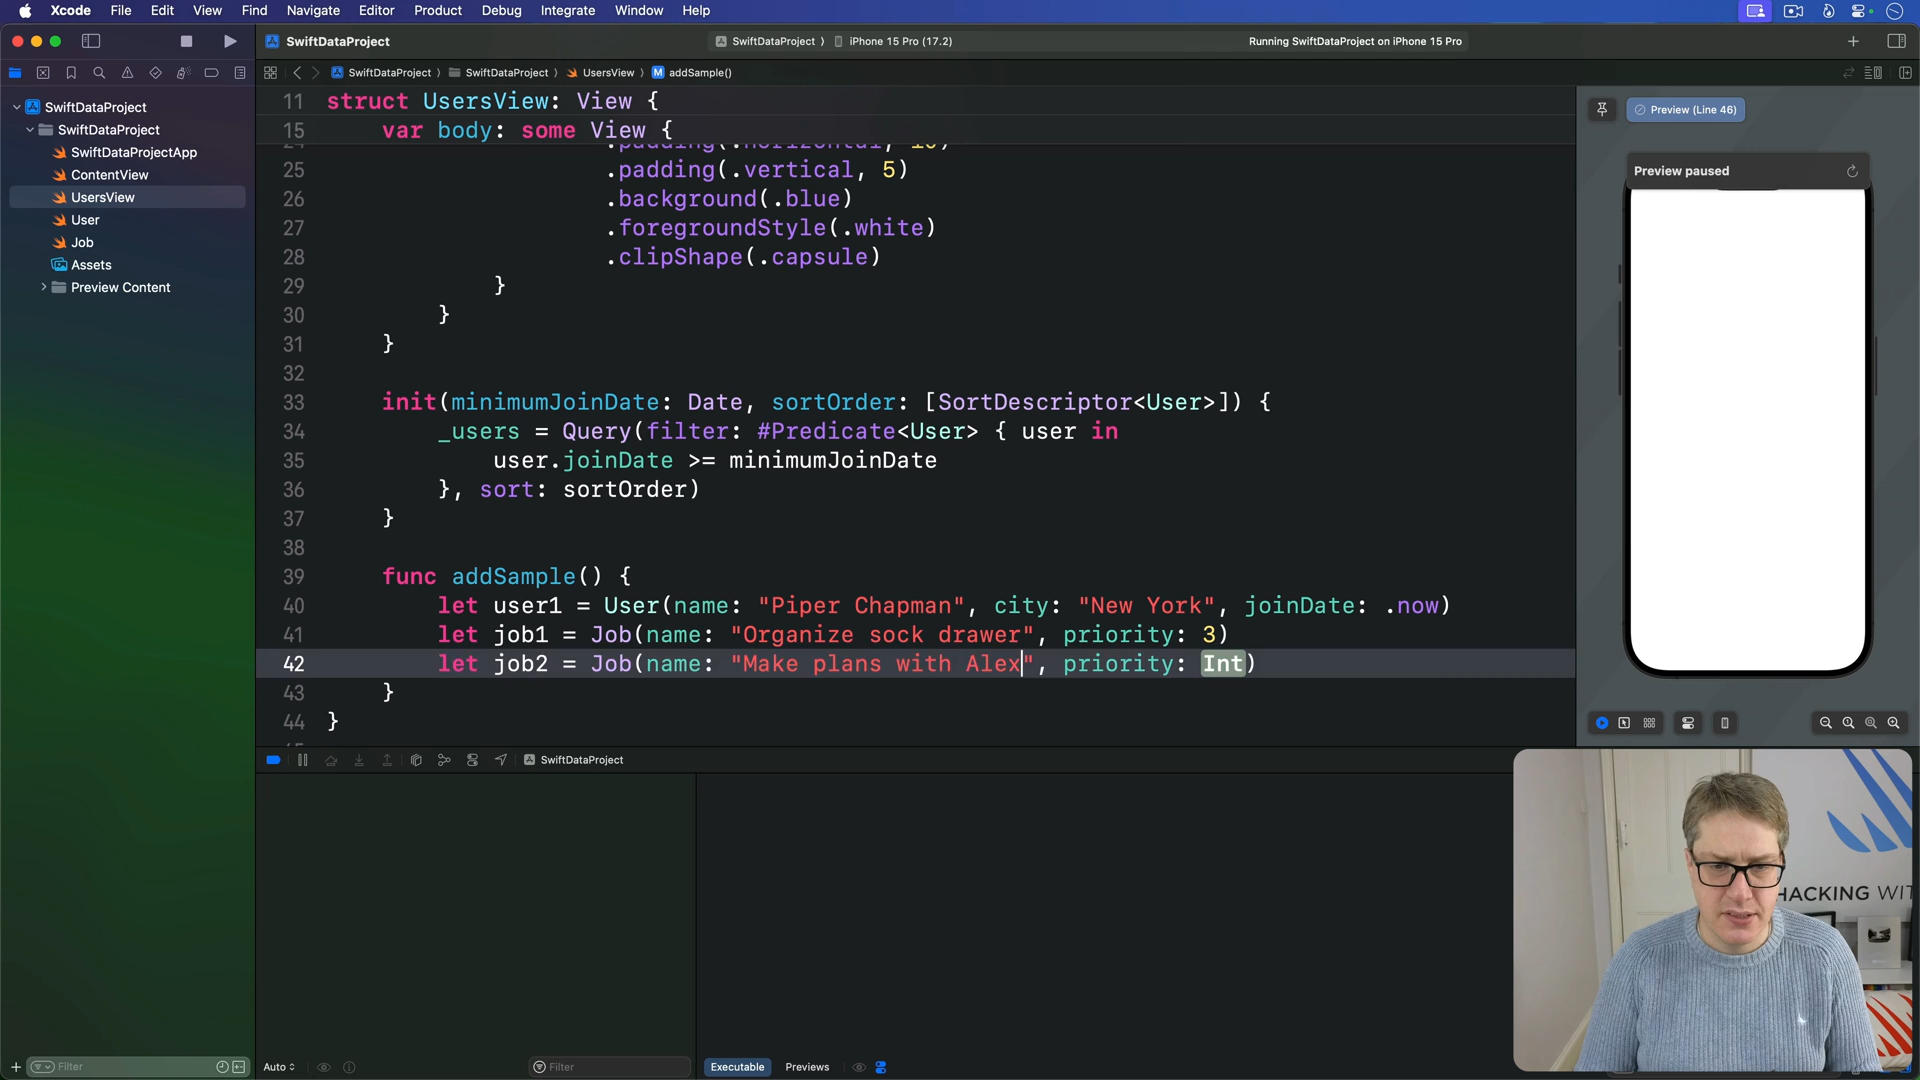 Xcode File Edit View Find Navigate Editor Product Debug Integrate Window Help
SwiftDataProject
SwiftDataProject 〉 iPhone 15 Pro (17.2)
Running SwiftDataProject on iPhone 15 Pro
SwiftDataProject 〉 SwiftDataProject 〉 UsersView 〉 M addSample()
SwiftDataProject
SwiftDataProject
SwiftDataProjectApp
ContentView
UsersView
User
Job
Assets
Preview Content
11 struct UsersView: View {
15 var body: some View {
25 .padding(.vertical, 5)
26 .background(.blue)
27 .foregroundStyle(.white)
28 .clipShape(.capsule)
29 }
30 }
31 }
32
33 init(minimumJoinDate: Date, sortOrder: [SortDescriptor<User>]) {
34 _users = Query(filter: #Predicate<User> { user in
35 user.joinDate >= minimumJoinDate
36 }, sort: sortOrder)
37 }
38
39 func addSample() {
40 let user1 = User(name: "Piper Chapman", city: "New York", joinDate: .now)
41 let job1 = Job(name: "Organize sock drawer", priority: 3)
42 let job2 = Job(name: "Make plans with Alex", priority: Int)
43 }
44 }
Preview (Line 46)
Preview paused
SwiftDataProject
HACKING WIT
Filter
Auto
Filter
Executable Previews